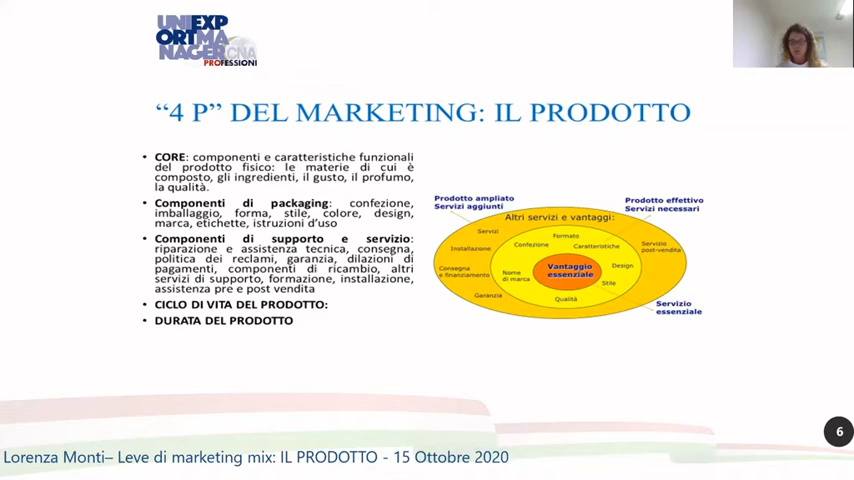 UNIEXP
ORTMA
NAGERCNA
PROFESSIONI
“4 P” DEL MARKETING: IL PRODOTTO
• CORE: componenti e caratteristiche funzionali
del prodotto fisico: le materie di cui è
composto, gli ingredienti, il gusto, il profumo,
la qualità.
• Componenti di packaging: confezione,
imballaggio, forma, stile, colore, design,
marca, etichette, istruzioni d’uso
• Componenti di supporto e servizio:
riparazione e assistenza tecnica, consegna,
politica dei reclami, garanzia, dilazioni di
pagamenti, componenti di ricambio, altri
servizi di supporto, formazione, installazione,
assistenza pre e post vendita
• CICLO DI VITA DEL PRODOTTO:
• DURATA DEL PRODOTTO
Prodotto ampliato
Servizi aggiunti
Prodotto effettivo
Servizi necessari
Altri servizi e vantaggi:
Servizi
Formato
Confezione
Caratteristiche
Installazione
Servizio
post-vendita
Consegna
e finanziamento
Nome
di marca
Vantaggio
essenziale
Design
Stile
Garanzia
Qualità
Servizio
essenziale
6
Lorenza Monti– Leve di marketing mix: IL PRODOTTO - 15 Ottobre 2020